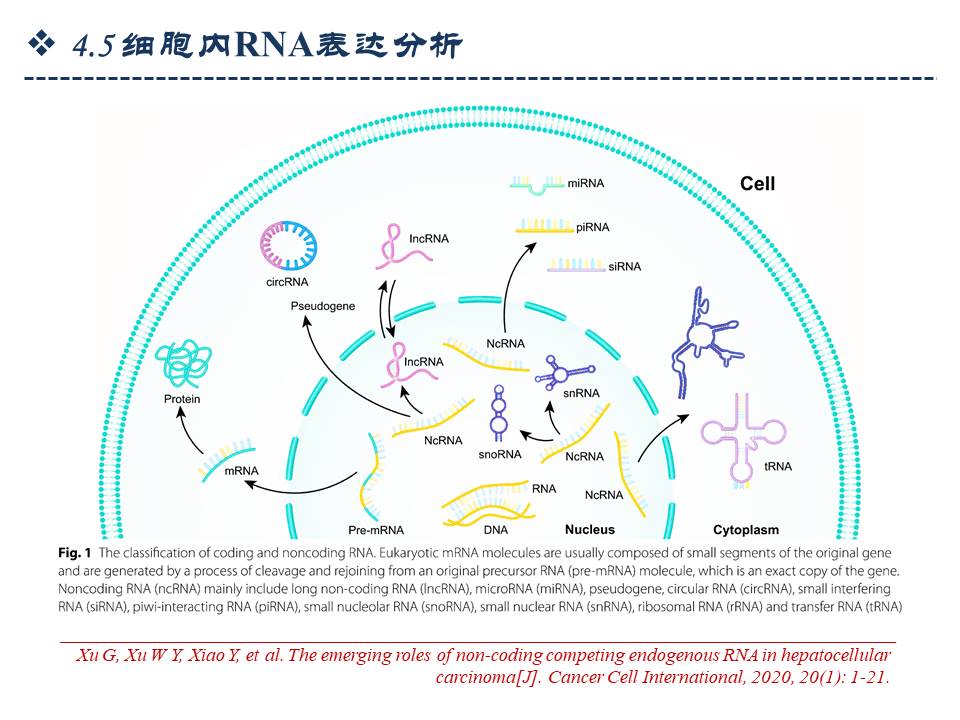 ❖ 4.5细胞内RNA表达分析
Cell
miRNA
piRNA
siRNA
lncRNA
circRNA
Pseudogene
NcRNA
lncRNA
snRNA
Protein
NcRNA
snoRNA
NcRNA
tRNA
mRNA
RNA
NcRNA
Pre-mRNA
DNA
Nucleus
Cytoplasm
Fig. 1 The classification of coding and noncoding RNA. Eukaryotic mRNA molecules are usually composed of small segments of the original gene
and are generated by a process of cleavage and rejoining from an original precursor RNA (pre-mRNA) molecule, which is an exact copy of the gene.
Noncoding RNA (ncRNA) mainly include long non-coding RNA (lncRNA), microRNA (miRNA), pseudogene, circular RNA (circRNA), small interfering
RNA (siRNA), piwi-interacting RNA (piRNA), small nucleolar RNA (snoRNA), small nuclear RNA (snRNA), ribosomal RNA (rRNA) and transfer RNA (tRNA)
Xu G, Xu W Y, Xiao Y, et al. The emerging roles of non-coding competing endogenous RNA in hepatocellular
carcinoma[J]. Cancer Cell International, 2020, 20(1): 1-21.